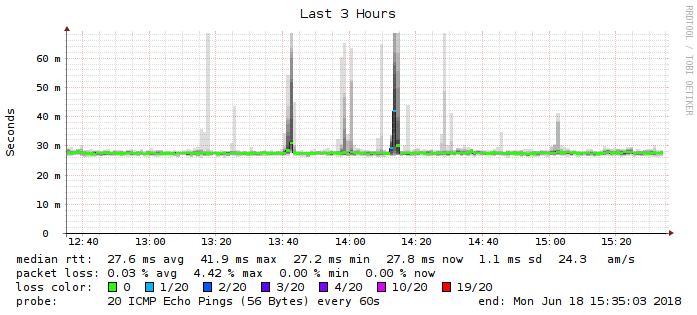 Last 3 Hours
RRDTOOL / TOBI OETIKER
Seconds
60 m
50 m
40 m
30 m
20 m
10 m
0
12:40 13:00 13:20 13:40 14:00 14:20 14:40 15:00 15:20
median rtt: 27.6 ms avg 41.9 ms max 27.2 ms min 27.8 ms now 1.1 ms sd 24.3 am/s
packet loss: 0.03 % avg 4.42 % max 0.00 % min 0.00 % now
loss color: 0 1/20 2/20 3/20 4/20 10/20 19/20
probe: 20 ICMP Echo Pings (56 Bytes) every 60s end: Mon Jun 18 15:35:03 2018